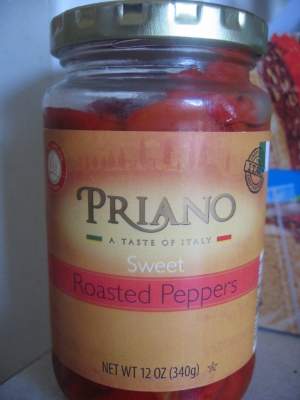 PRIANO
A TASTE OF ITALY
Sweet
Roasted Peppers
NET WT 12 OZ (340g)